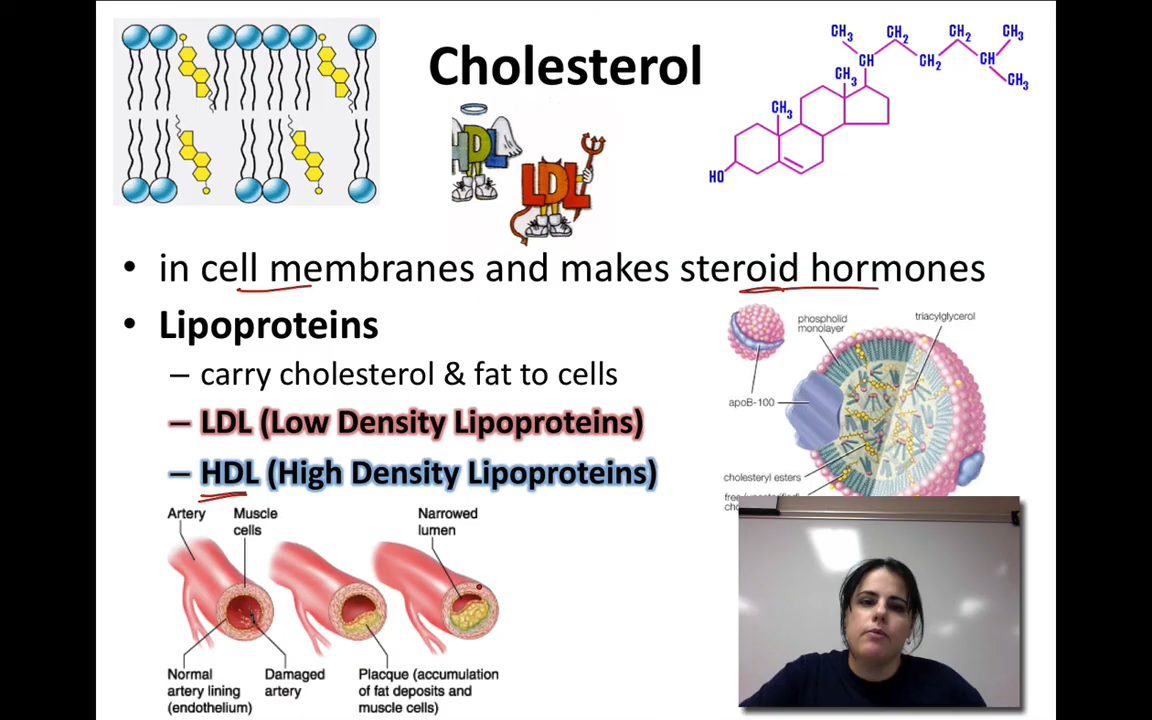 Cholesterol
HDL
LDL
CH3
CH2
CH2
CH3
CH
CH2
CH
CH3
CH3
CH3
HO
• in cell membranes and makes steroid hormones
• Lipoproteins
– carry cholesterol & fat to cells
– LDL (Low Density Lipoproteins)
– HDL (High Density Lipoproteins)
phospholid
monolayer
triacylglycerol
apoB-100
cholesteryl esters
Artery
Muscle
cells
Narrowed
lumen
Normal
artery lining
(endothelium)
Damaged
artery
Placque (accumulation
of fat deposits and
muscle cells)